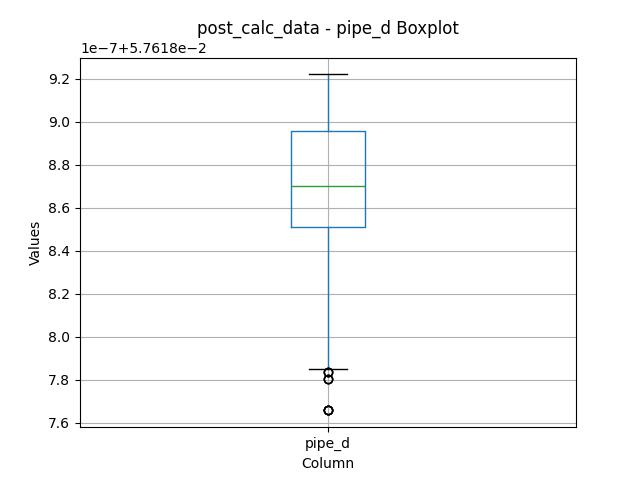 post_calc_data - pipe_d Boxplot
1e−7+5.7618e−2
9.2
9.0
8.8
8.6
8.4
8.2
8.0
7.8
7.6
Values
pipe_d
Column